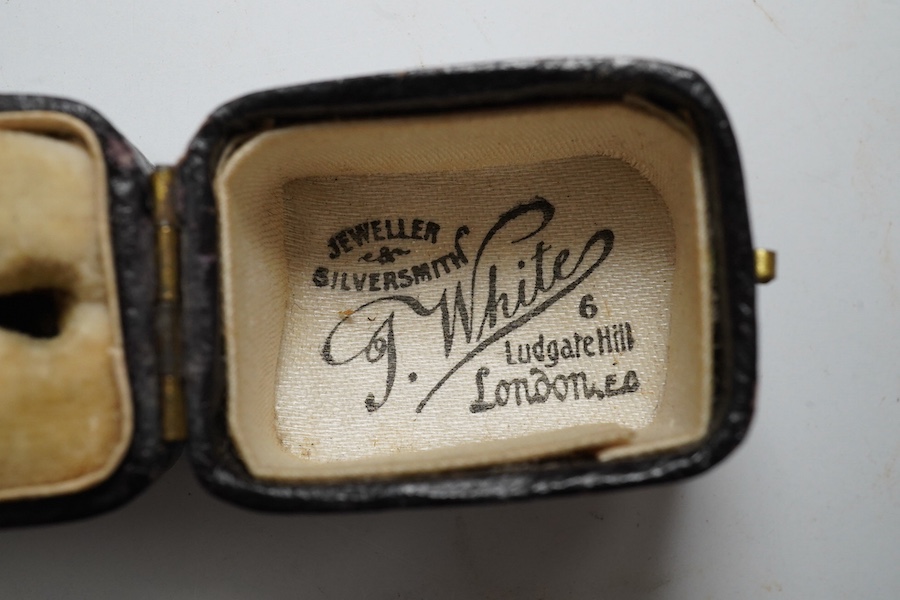 JEWELLER
&
SILVERSMITH
T. White
6
Ludgate Hill
London. E.C